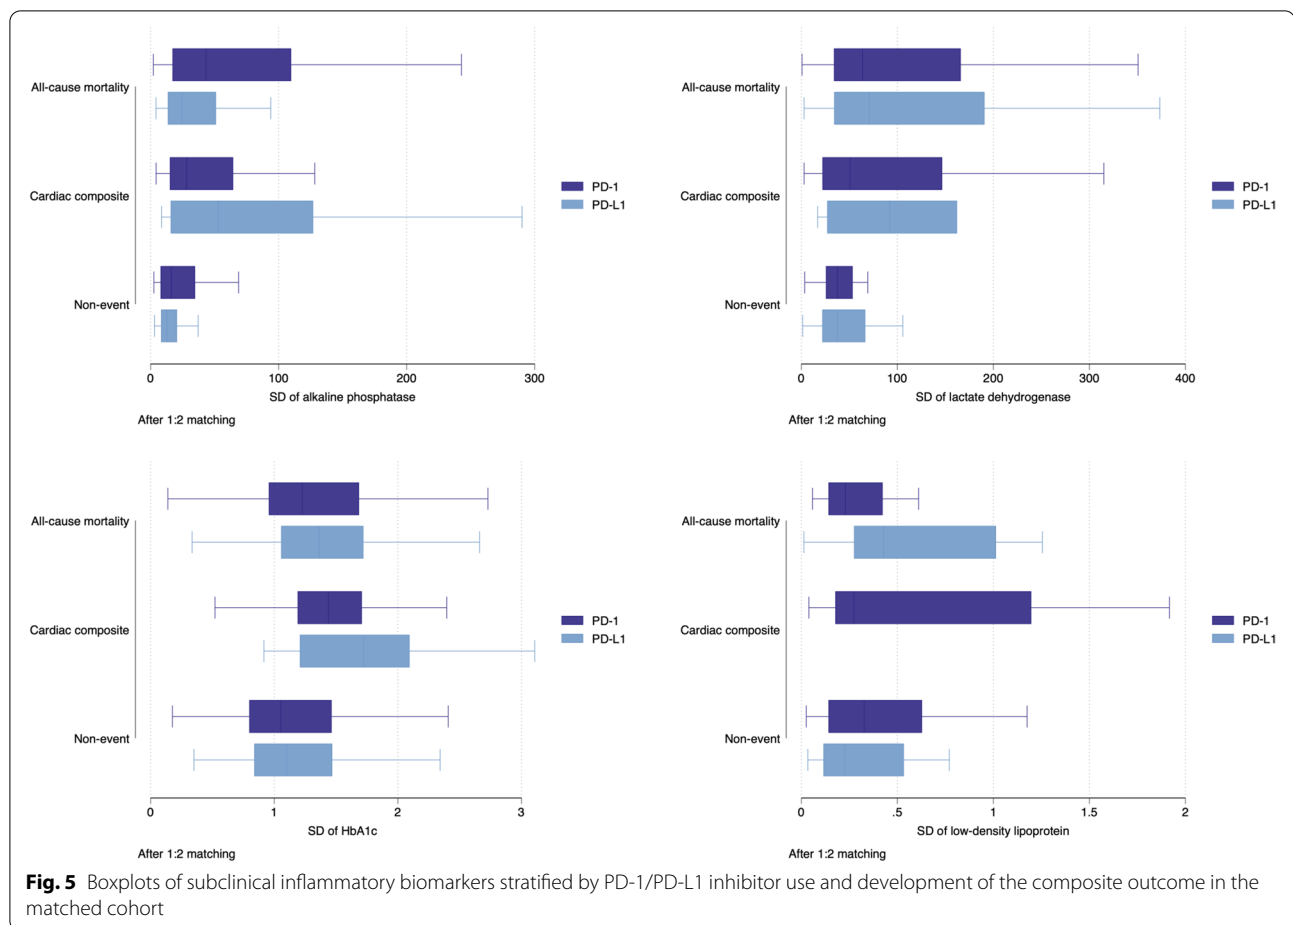 All-cause mortality
Cardiac composite
Non-event
PD-1
PD-L1
0 100 200 300
SD of alkaline phosphatase
After 1:2 matching
All-cause mortality
Cardiac composite
Non-event
PD-1
PD-L1
0 100 200 300 400
SD of lactate dehydrogenase
After 1:2 matching
All-cause mortality
Cardiac composite
Non-event
PD-1
PD-L1
0 1 2 3
SD of HbA1c
After 1:2 matching
All-cause mortality
Cardiac composite
Non-event
PD-1
PD-L1
0 .5 1 1.5 2
SD of low-density lipoprotein
After 1:2 matching
Fig. 5 Boxplots of subclinical inflammatory biomarkers stratified by PD-1/PD-L1 inhibitor use and development of the composite outcome in the
matched cohort